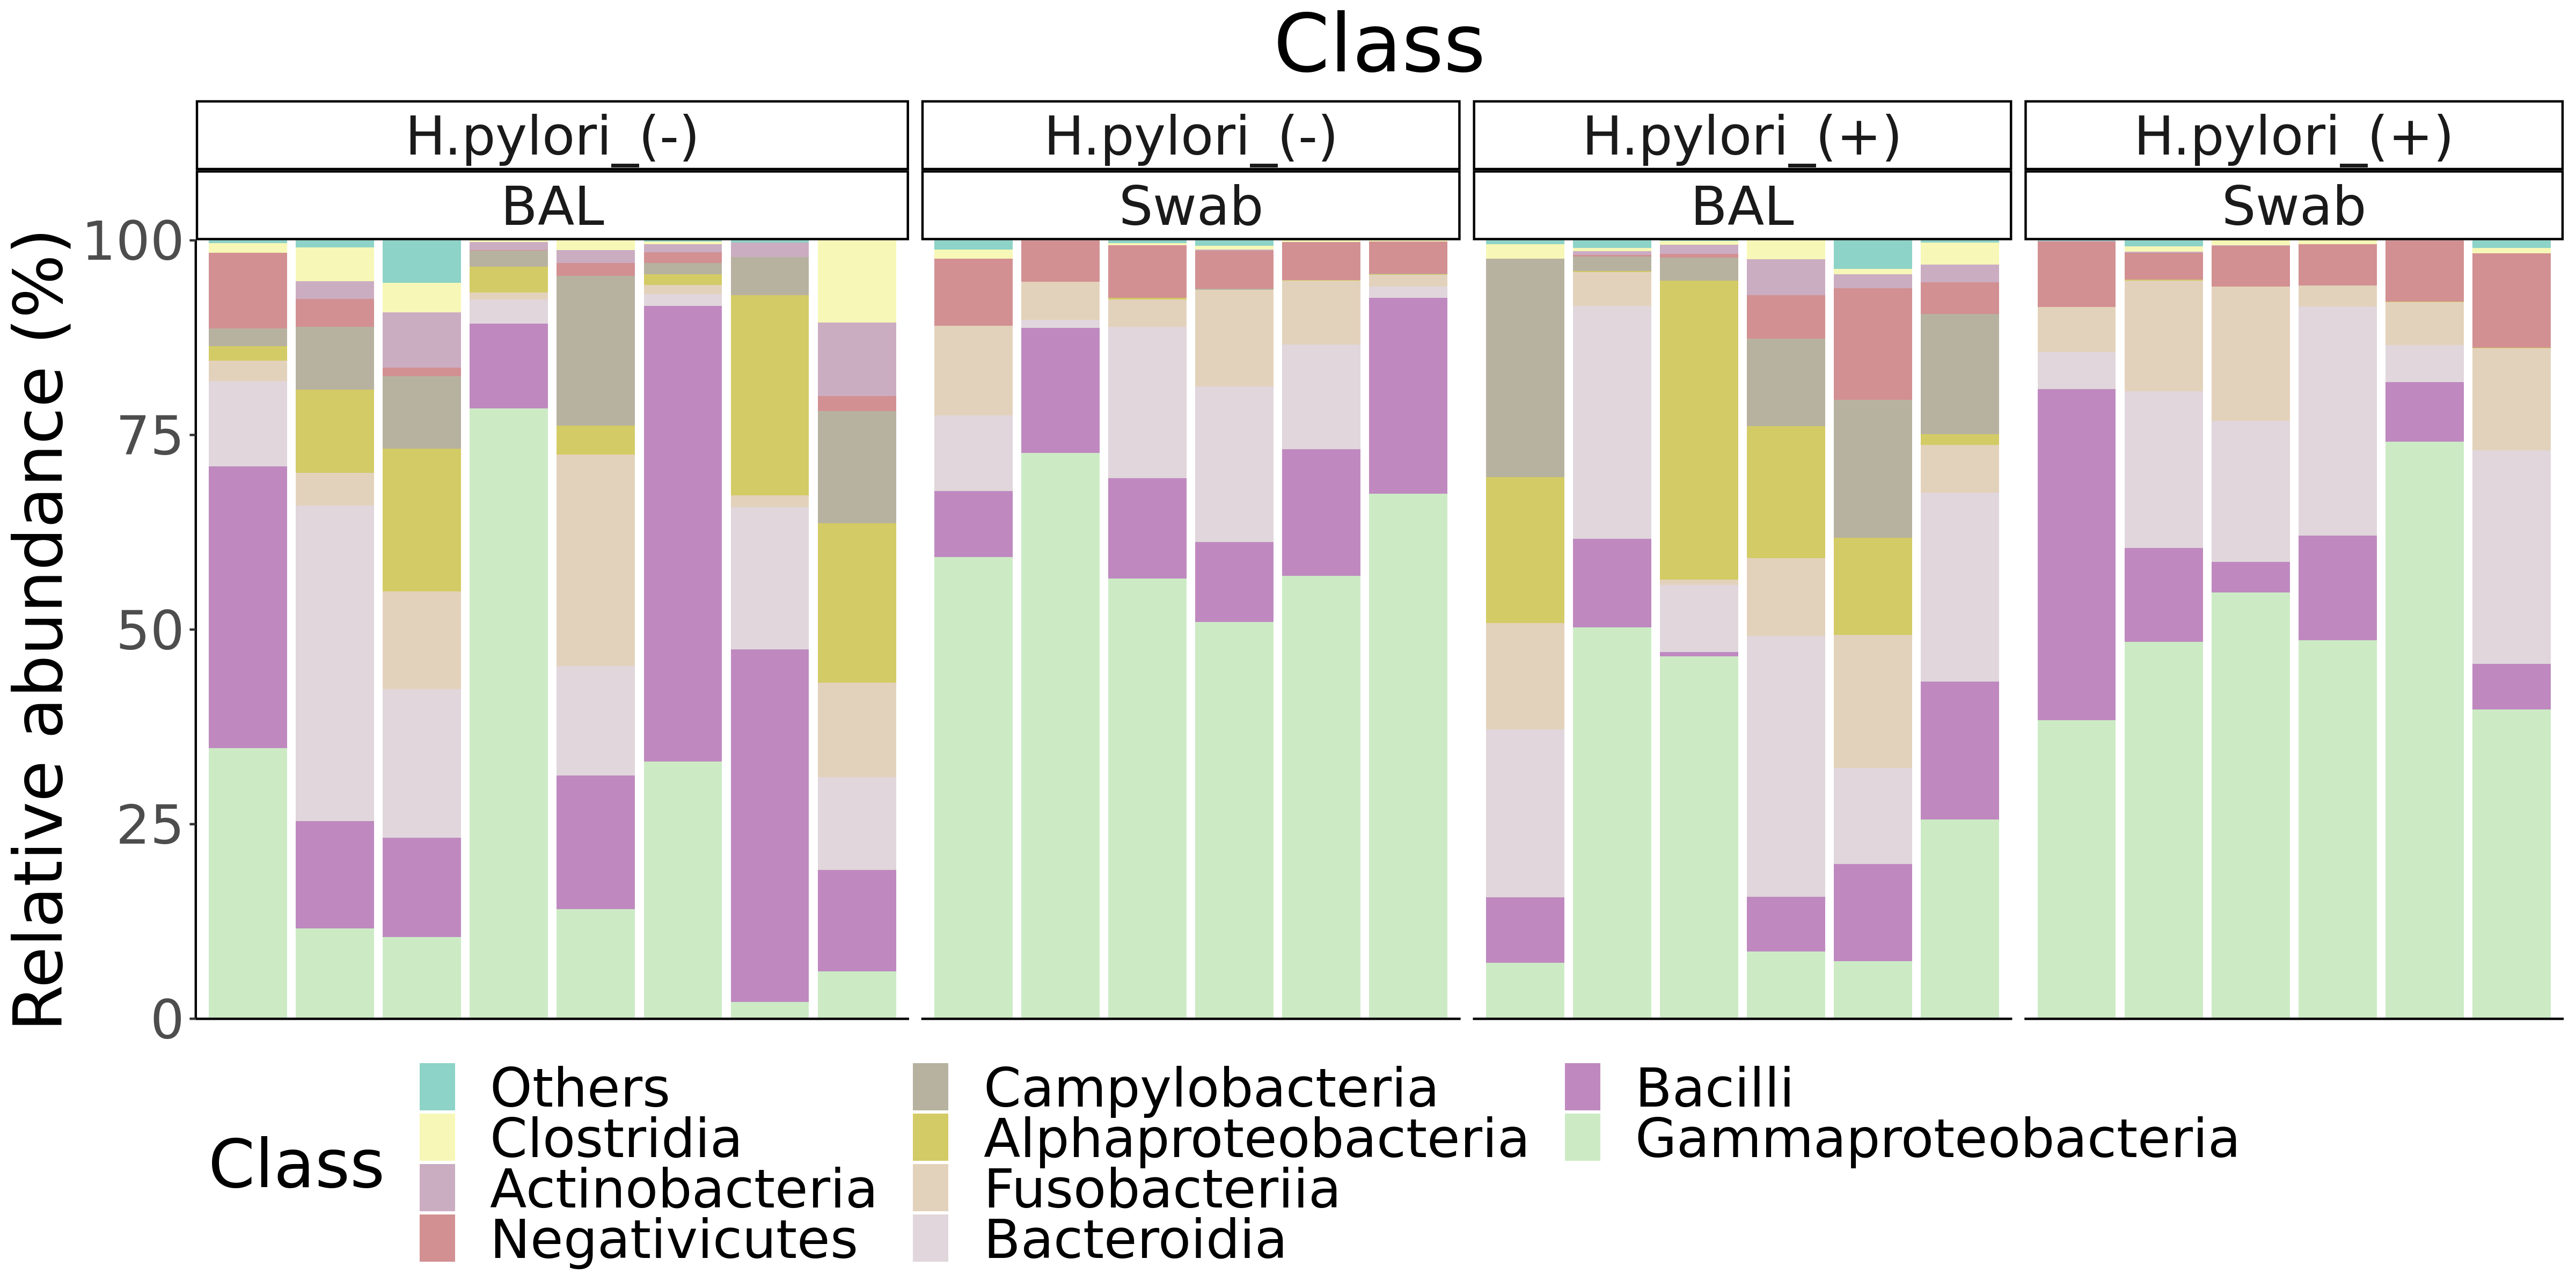 Class
H.pylori_(-) H.pylori_(-) H.pylori_(+) H.pylori_(+)
BAL Swab BAL Swab
Relative abundance (%)
100
75
50
25
0
Class
Others Campylobacteria Bacilli
Clostridia Alphaproteobacteria Gammaproteobacteria
Actinobacteria Fusobacteriia
Negativicutes Bacteroidia